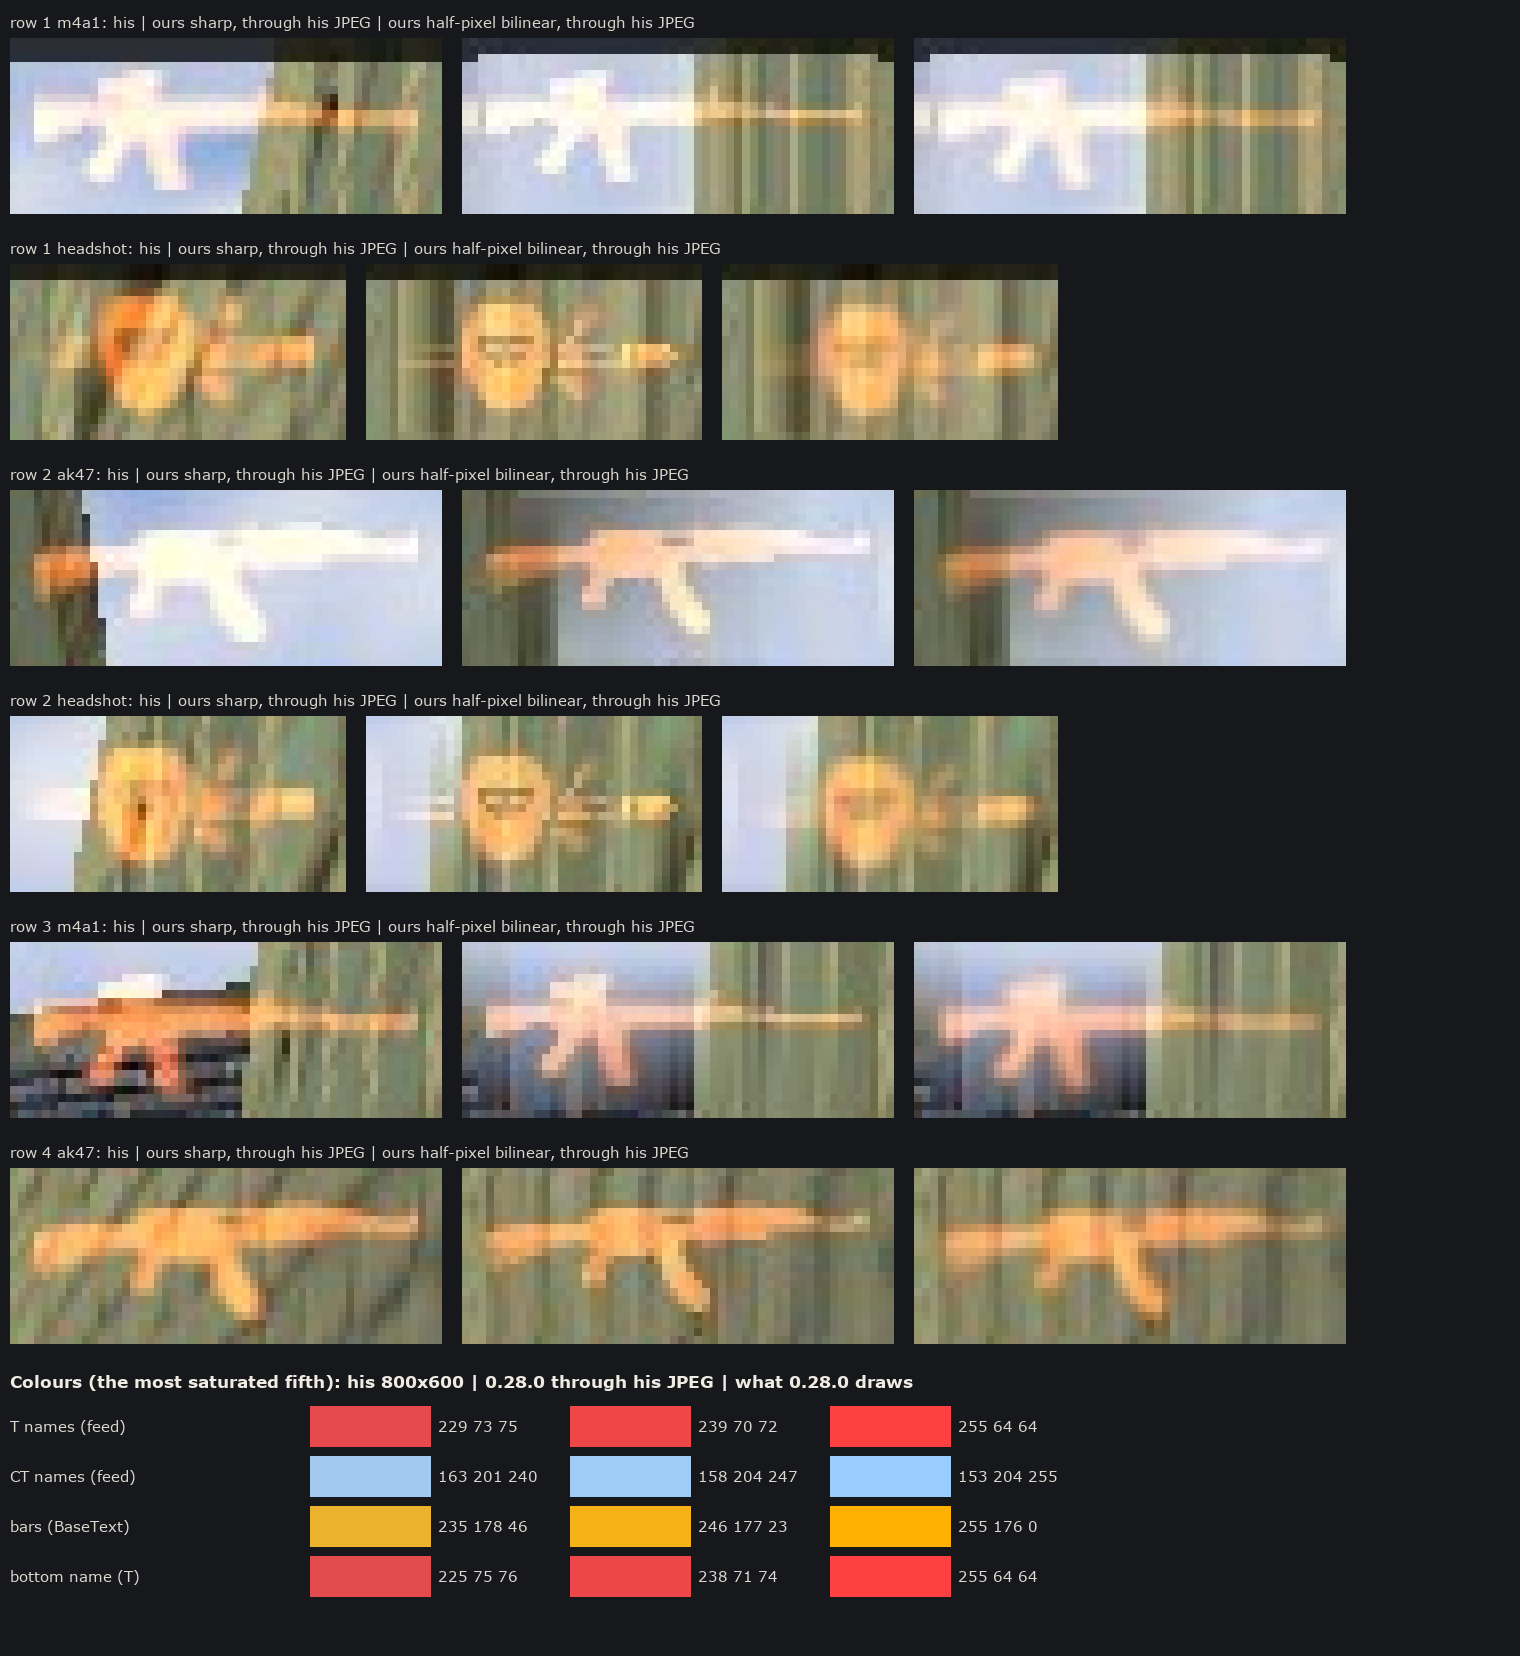 row 1 m4a1: his | ours sharp, through his JPEG | ours half-pixel bilinear, through his JPEG
row 1 headshot: his | ours sharp, through his JPEG | ours half-pixel bilinear, through his JPEG
row 2 ak47: his | ours sharp, through his JPEG | ours half-pixel bilinear, through his JPEG
row 2 headshot: his | ours sharp, through his JPEG | ours half-pixel bilinear, through his JPEG
row 3 m4a1: his | ours sharp, through his JPEG | ours half-pixel bilinear, through his JPEG
row 4 ak47: his | ours sharp, through his JPEG | ours half-pixel bilinear, through his JPEG
Colours (the most saturated fifth): his 800x600 | 0.28.0 through his JPEG | what 0.28.0 draws
T names (feed) 229 73 75 239 70 72 255 64 64
CT names (feed) 163 201 240 158 204 247 153 204 255
bars (BaseText) 235 178 46 246 177 23 255 176 0
bottom name (T) 225 75 76 238 71 74 255 64 64